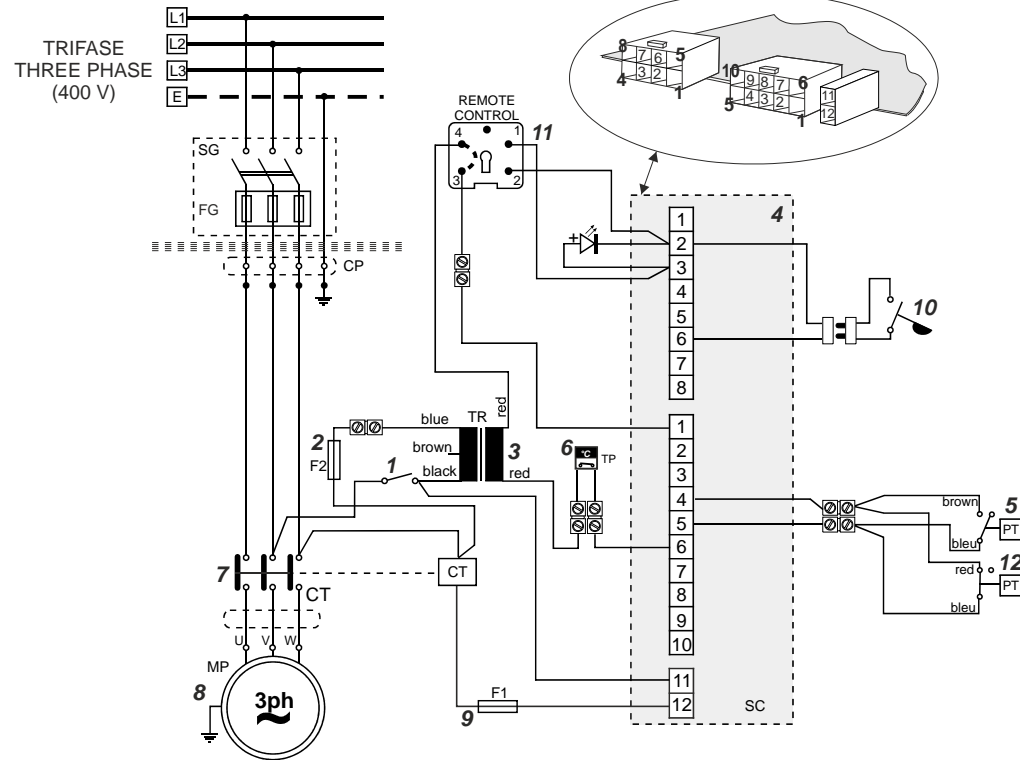 L1
L2
L3
E
TRIFASE
THREE PHASE
(400 V)
SG
FG
CP
REMOTE
CONTROL
11
4 1
3 2
8 7 6 5
4 3 2 1
10 9 8 7 6
5 4 3 2 1
11
12
4
+
1
2
3
4
5
6
7
8
10
blue
TR
red
2
F2
brown
1
black
3
red
6
°C
TP
1
2
3
4
5
6
7
8
9
10
brown
5
PT
bleu
12
red
PT
bleu
7
CT
CT
U V W
MP
8
3ph
F1
9
11
12
SC